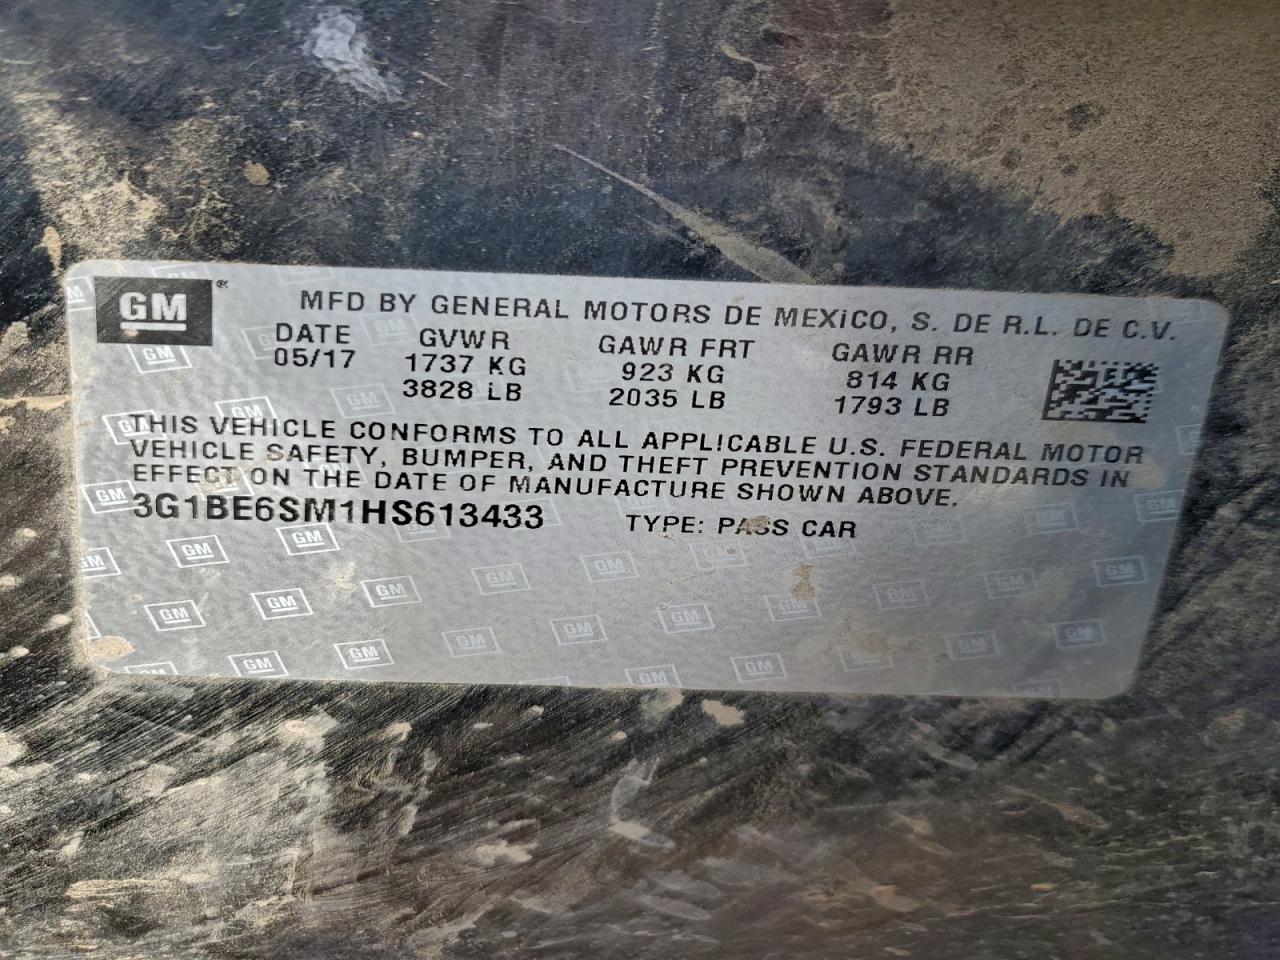 GM®
MFD BY GENERAL MOTORS DE MEXiCO, S. DE R.L. DE C.V.
DATE GVWR GAWR FRT GAWR RR
05/17 1737 KG 923 KG 814 KG
3828 LB 2035 LB 1793 LB
THIS VEHICLE CONFORMS TO ALL APPLICABLE U.S. FEDERAL MOTOR
VEHICLE SAFETY, BUMPER, AND THEFT PREVENTION STANDARDS IN
EFFECT ON THE DATE OF MANUFACTURE SHOWN ABOVE.
3G1BE6SM1HS613433 TYPE: PASS CAR